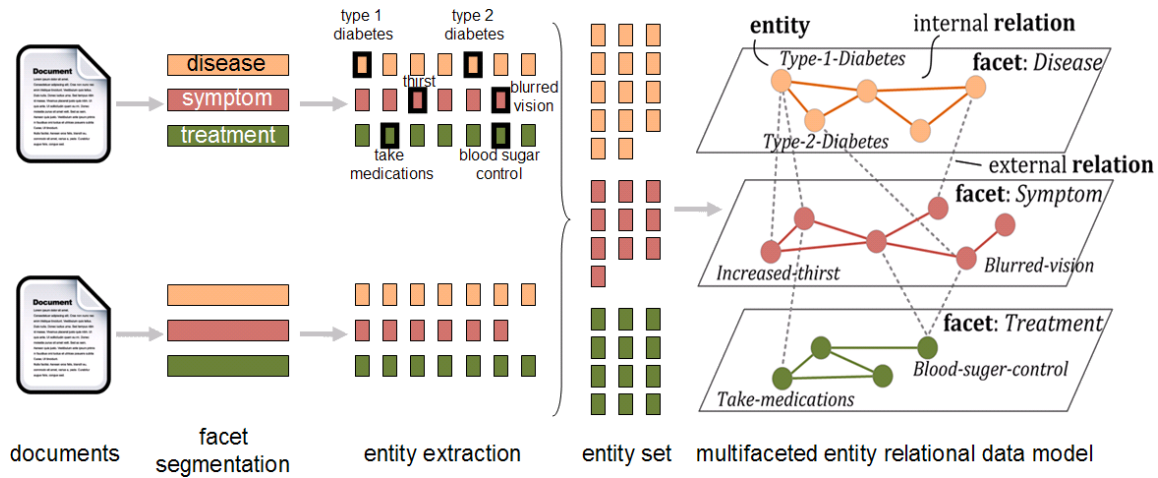 type 1
diabetes
type 2
diabetes
Document
disease
symptom
treatment
thirst
blurred
vision
take
medications
blood sugar
control
entity
internal relation
Type-1-Diabetes
facet: Disease
Type-2-Diabetes
external relation
facet: Symptom
Increased-thirst
Blurred-vision
facet: Treatment
Blood-suger-control
Take-medications
Document
documents
facet
segmentation
entity extraction
entity set
multifaceted entity relational data model